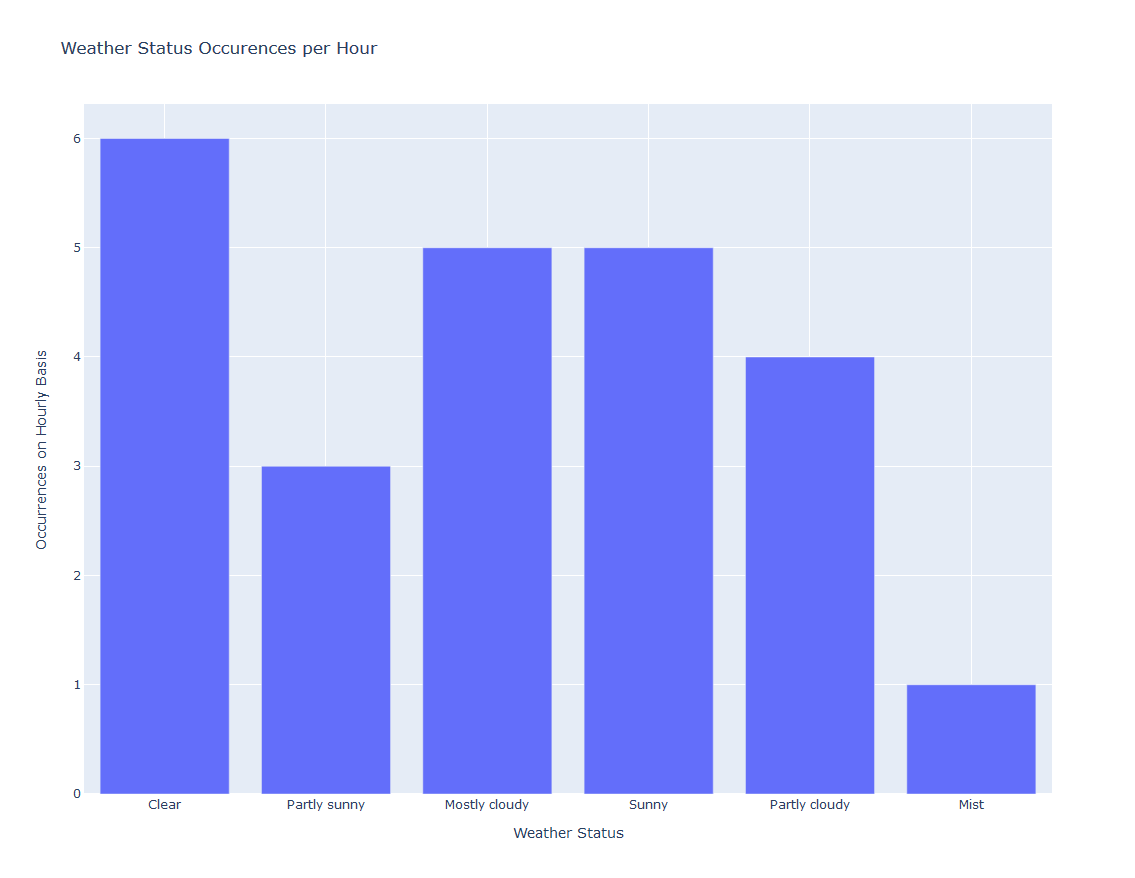 Weather Status Occurences per Hour
6
5
4
3
2
1
0
Occurrences on Hourly Basis
Clear
Partly sunny
Mostly cloudy
Sunny
Partly cloudy
Mist
Weather Status